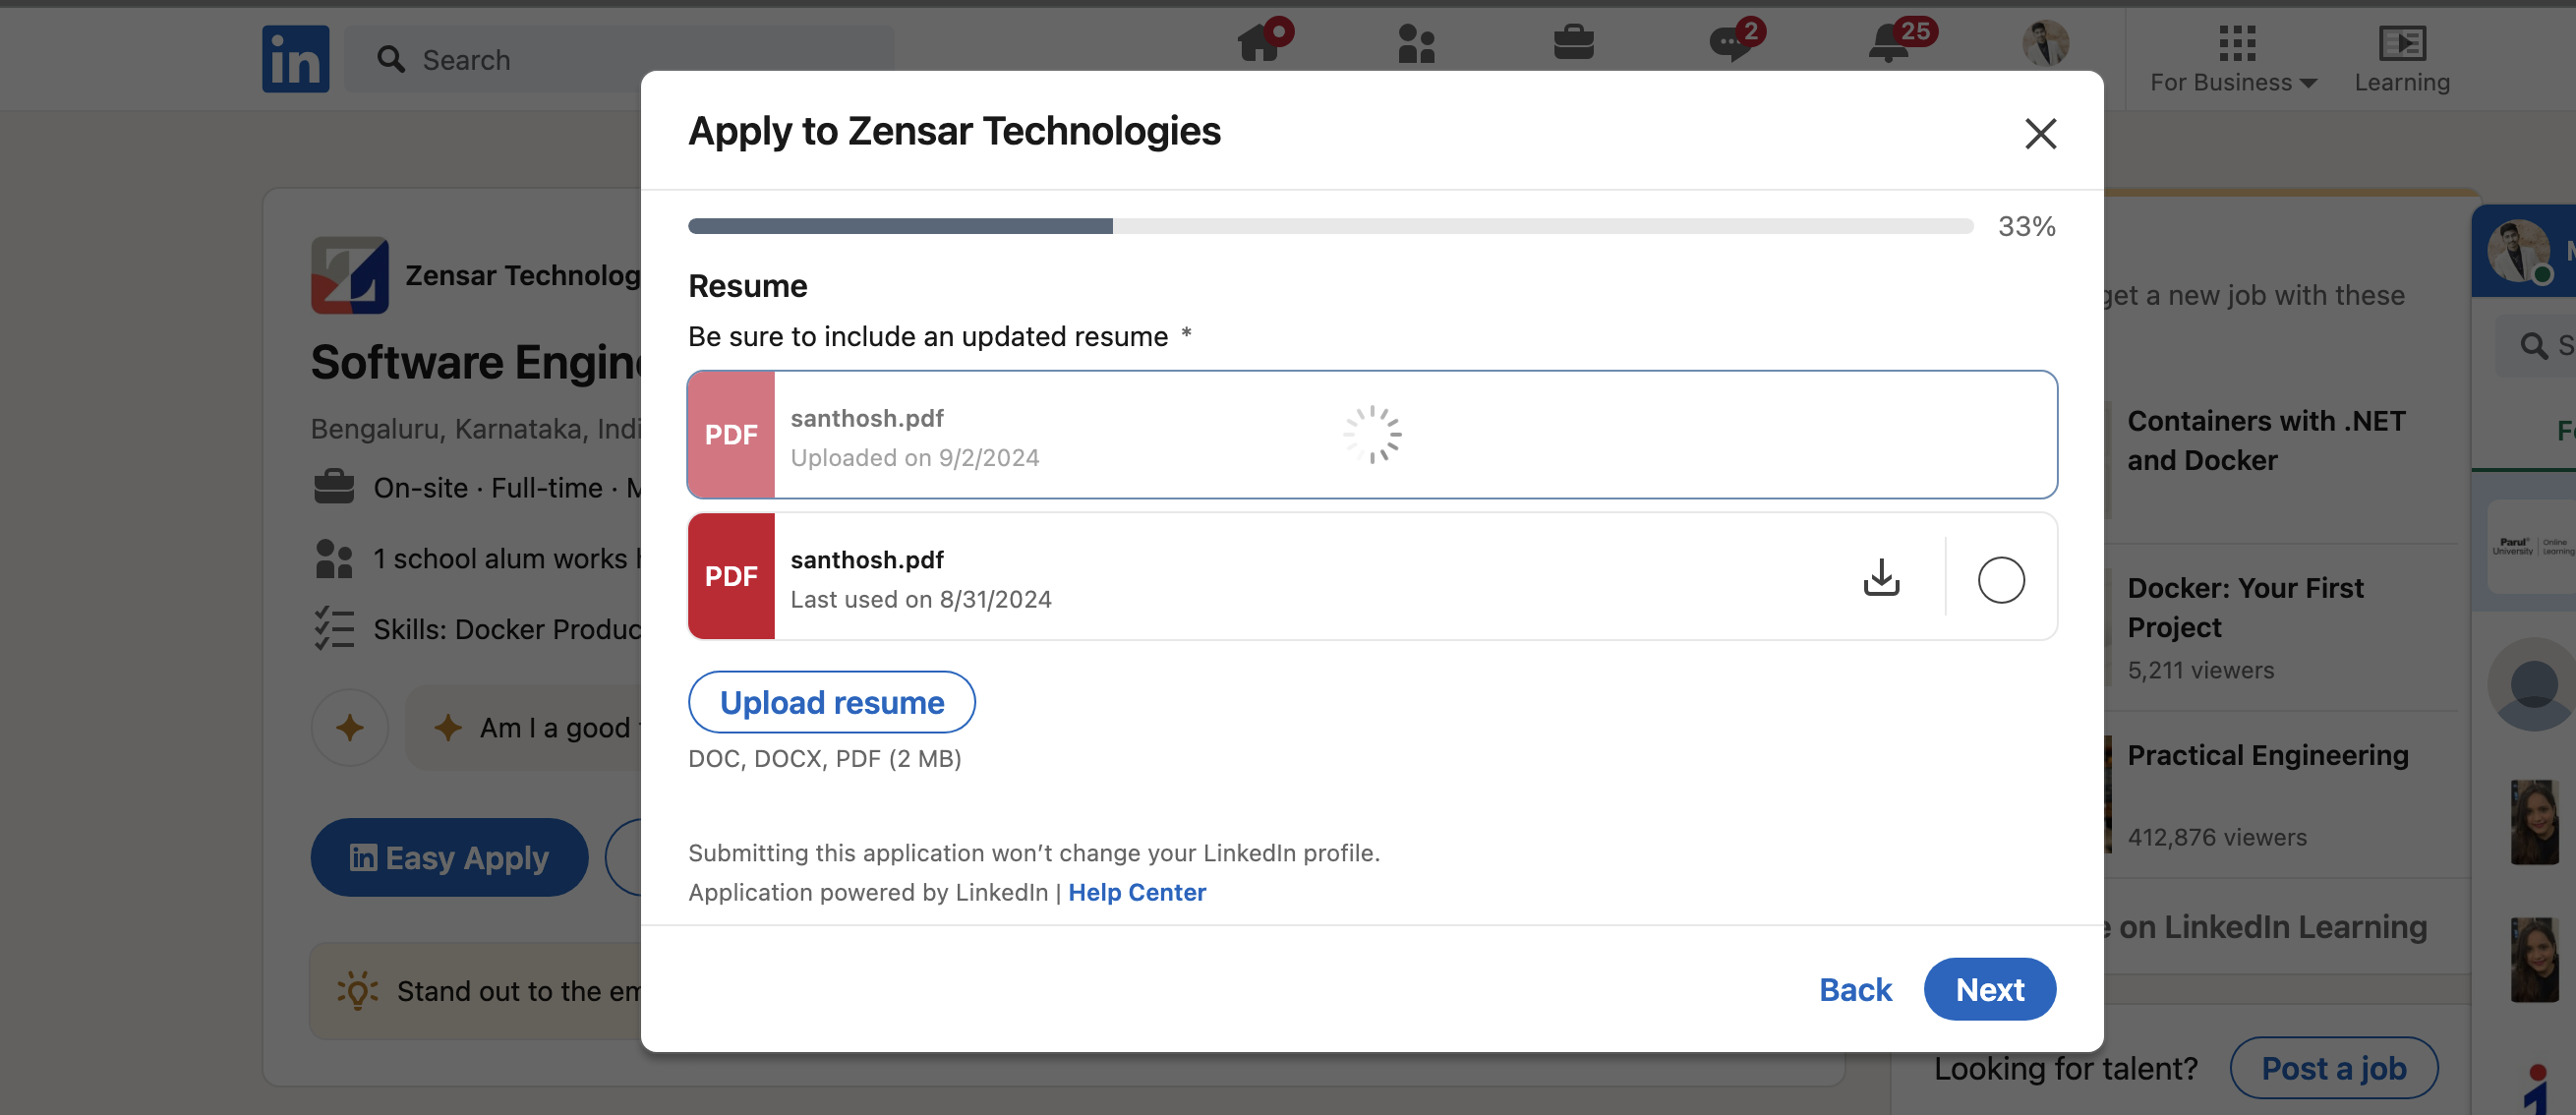 in
Search
2
25
For Business
Learning
Apply to Zensar Technologies
33%
Resume
Be sure to include an updated resume *
PDF
santhosh.pdf
Uploaded on 9/2/2024
PDF
santhosh.pdf
Last used on 8/31/2024
Upload resume
DOC, DOCX, PDF (2 MB)
Submitting this application won’t change your LinkedIn profile.
Application powered by LinkedIn | Help Center
Back
Next
Zensar Technolog
Software Engin
Bengaluru, Karnataka, Indi
On-site · Full-time · M
1 school alum works
Skills: Docker Produc
Am I a good
in Easy Apply
Stand out to the em
get a new job with these
Containers with .NET
and Docker
Docker: Your First
Project
5,211 viewers
Practical Engineering
412,876 viewers
on LinkedIn Learning
Looking for talent?
Post a job
Parul
University
Online
Learning